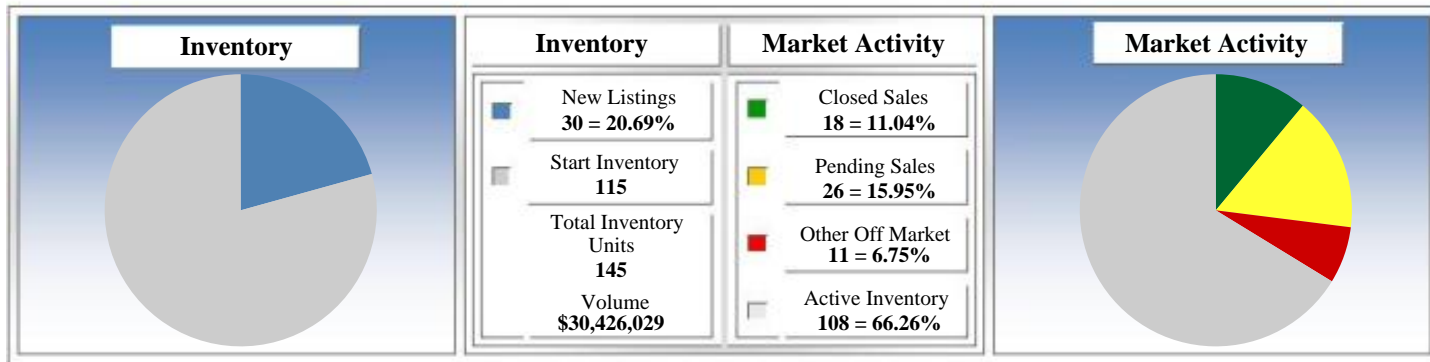 Inventory
Inventory
New Listings
30 = 20.69%
Start Inventory
115
Total Inventory
Units
145
Volume
$30,426,029
Market Activity
Closed Sales
18 = 11.04%
Pending Sales
26 = 15.95%
Other Off Market
11 = 6.75%
Active Inventory
108 = 66.26%
Market Activity